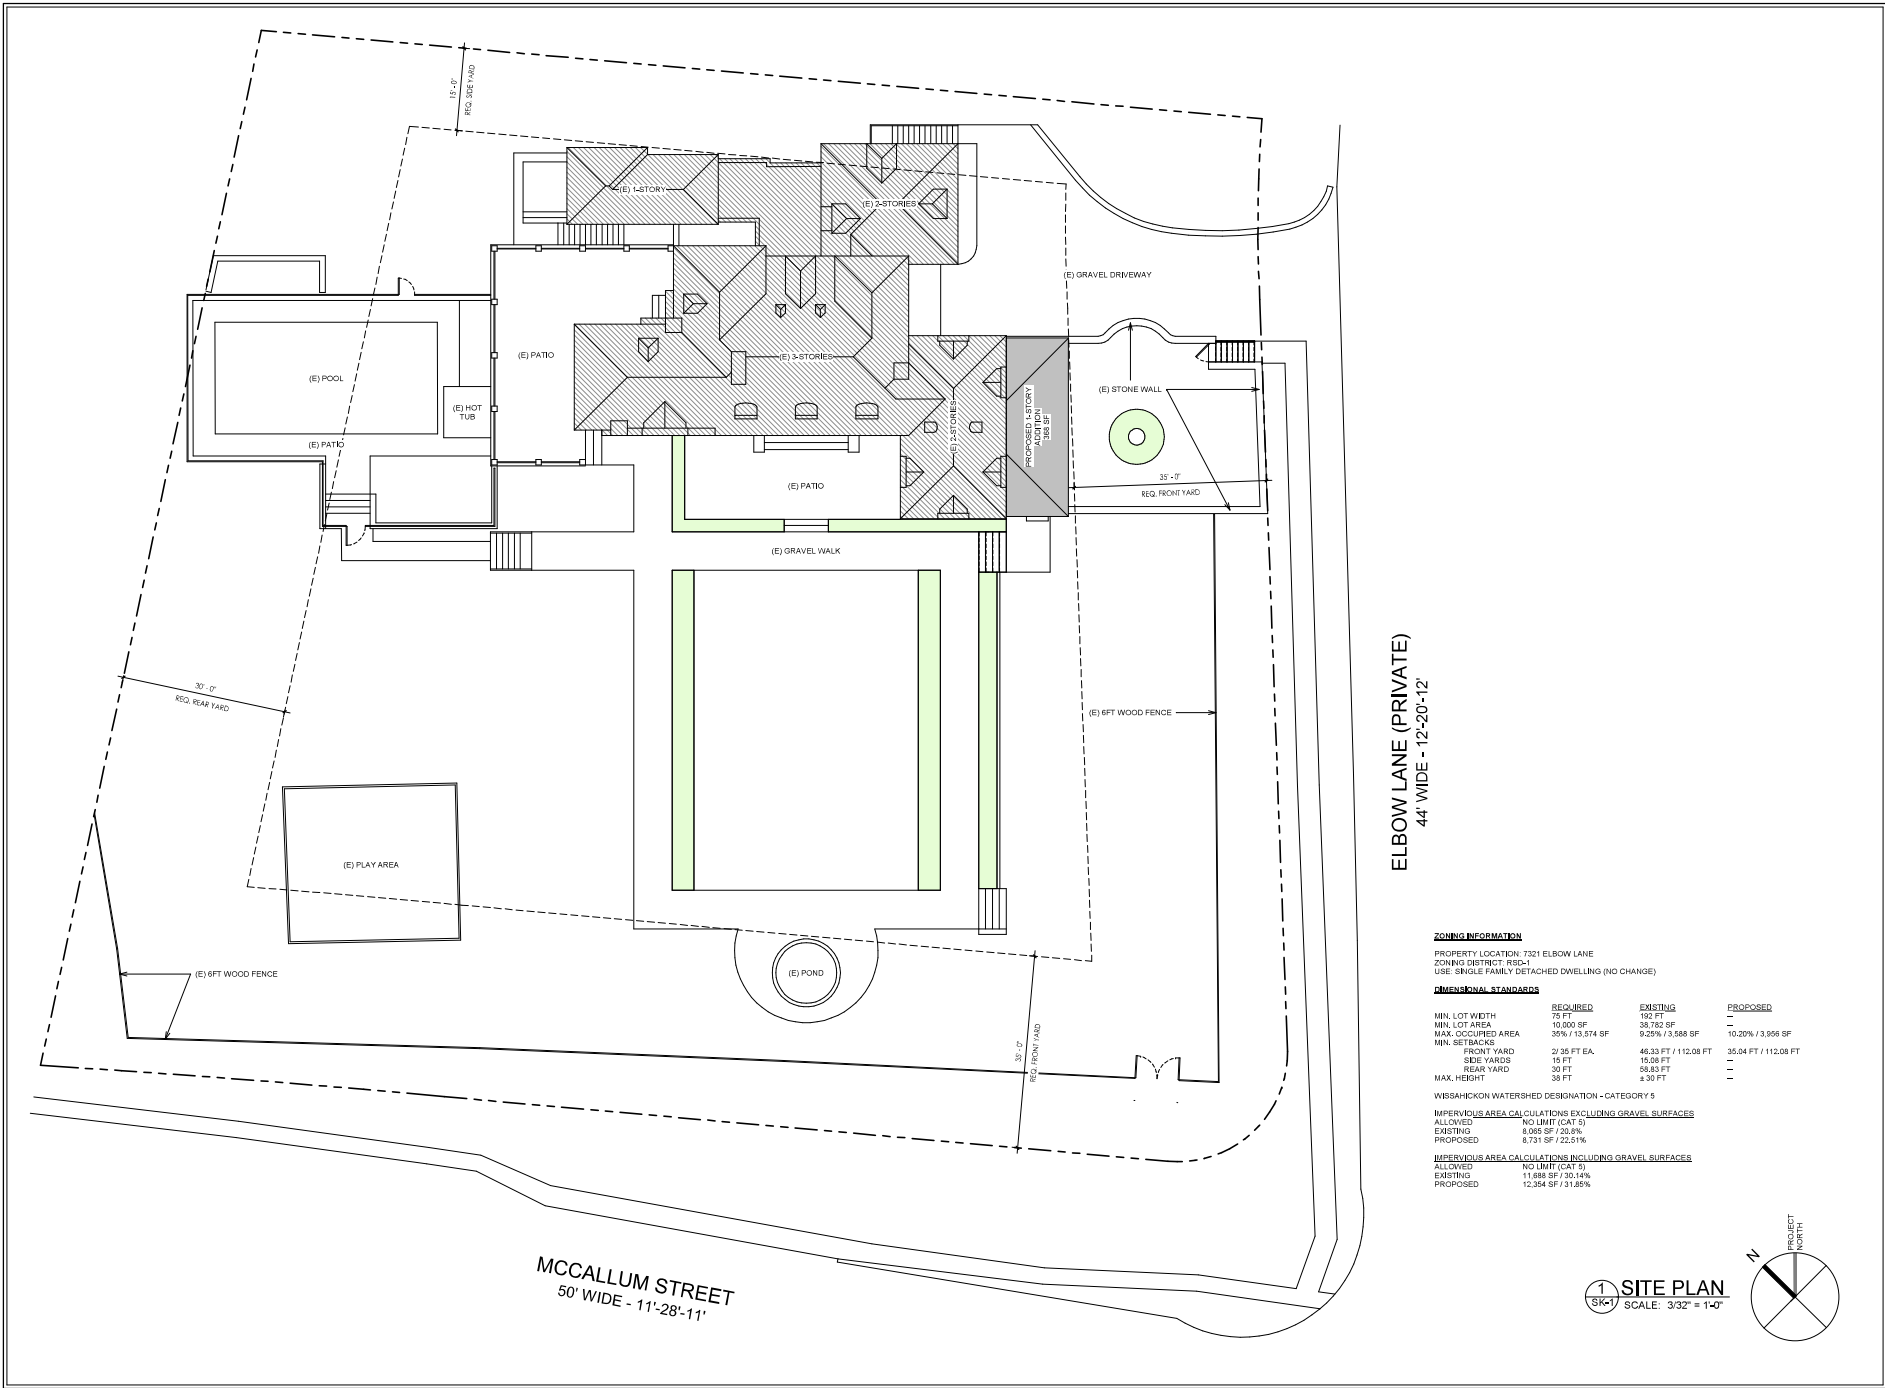 15' - 0"
REQ. SIDE YARD
(E) 1-STORY
(E) 2-STORIES
(E) GRAVEL DRIVEWAY
(E) PATIO
(E) 3-STORIES
(E) POOL
(E) HOT
TUB
(E) PATIO
(E) 2-STORIES
PROPOSED 1-STORY
ADDITION
368 SF
(E) STONE WALL
35' - 0"
REQ. FRONT YARD
(E) PATIO
(E) GRAVEL WALK
30' - 0"
REQ. REAR YARD
(E) 6FT WOOD FENCE
(E) PLAY AREA
(E) 6FT WOOD FENCE
(E) POND
35' - 0"
REQ. FRONT YARD
ELBOW LANE (PRIVATE)
44' WIDE - 12'-20'-12'
MCCALLUM STREET
50' WIDE - 11'-28'-11'
ZONING INFORMATION
PROPERTY LOCATION: 7321 ELBOW LANE
ZONING DISTRICT: RSD-1
USE: SINGLE FAMILY DETACHED DWELLING (NO CHANGE)
DIMENSIONAL STANDARDS
REQUIRED EXISTING PROPOSED
MIN. LOT WIDTH 75 FT 192 FT —
MIN. LOT AREA 10,000 SF 38,782 SF —
MAX. OCCUPIED AREA 35% / 13,574 SF 9.25% / 3,588 SF 10.20% / 3,956 SF
MIN. SETBACKS
FRONT YARD 2/ 35 FT EA. 46.33 FT / 112.08 FT 35.04 FT / 112.08 FT
SIDE YARDS 15 FT 15.08 FT —
REAR YARD 30 FT 58.83 FT —
MAX. HEIGHT 38 FT ± 30 FT —
WISSAHICKON WATERSHED DESIGNATION - CATEGORY 5
IMPERVIOUS AREA CALCULATIONS EXCLUDING GRAVEL SURFACES
ALLOWED NO LIMIT (CAT 5)
EXISTING 8,065 SF / 20.8%
PROPOSED 8,731 SF / 22.51%
IMPERVIOUS AREA CALCULATIONS INCLUDING GRAVEL SURFACES
ALLOWED NO LIMIT (CAT 5)
EXISTING 11,688 SF / 30.14%
PROPOSED 12,354 SF / 31.85%
N
PROJECT
NORTH
1
SK-1
SITE PLAN
SCALE: 3/32" = 1'-0"